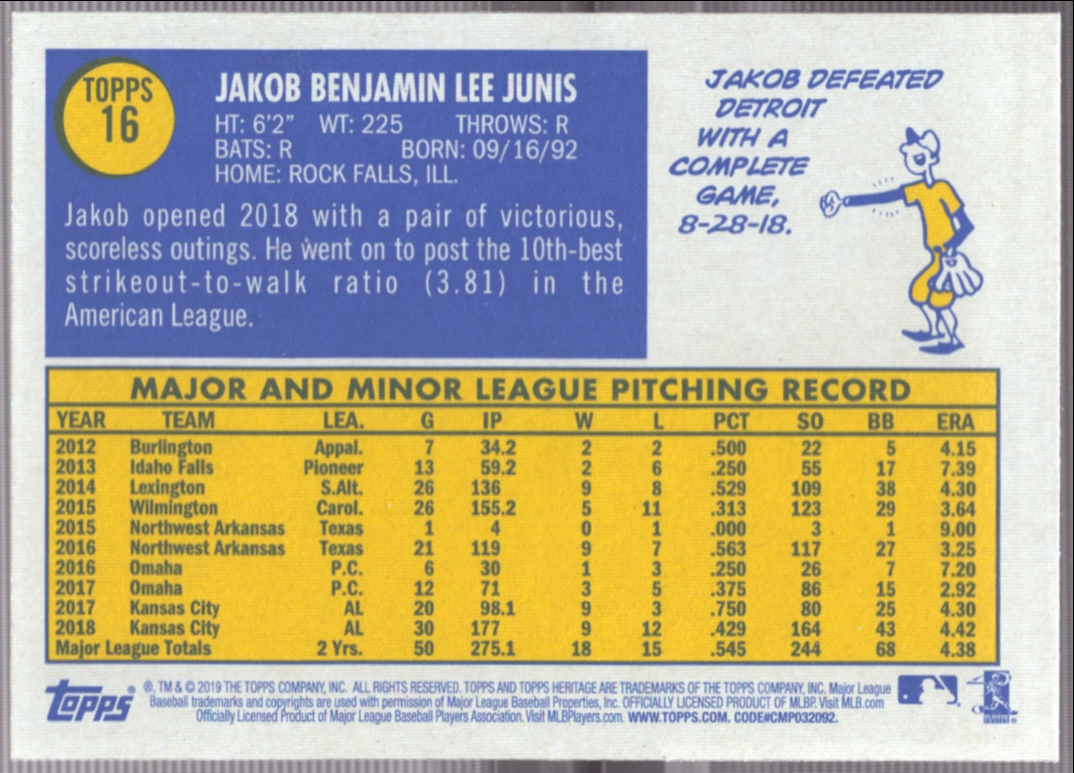 TOPPS
16
JAKOB BENJAMIN LEE JUNIS
HT: 6'2" WT: 225 THROWS: R
BATS: R BORN: 09/16/92
HOME: ROCK FALLS, ILL.
Jakob opened 2018 with a pair of victorious,
scoreless outings. He went on to post the 10th-best
strikeout-to-walk ratio (3.81) in the
American League.
JAKOB DEFEATED
DETROIT
WITH A
COMPLETE
GAME,
8-28-18.
MAJOR AND MINOR LEAGUE PITCHING RECORD
YEAR TEAM LEA. G IP W L PCT SO BB ERA
2012 Burlington Appal. 7 34.2 2 2 .500 22 5 4.15
2013 Idaho Falls Pioneer 13 59.2 2 6 .250 55 17 7.39
2014 Lexington S.Alt. 26 136 9 8 .529 109 38 4.30
2015 Wilmington Carol. 26 155.2 5 11 .313 123 29 3.64
2015 Northwest Arkansas Texas 1 4 0 1 .000 3 1 9.00
2016 Northwest Arkansas Texas 21 119 9 7 .563 117 27 3.25
2016 Omaha P.C. 6 30 1 3 .250 26 7 7.20
2017 Omaha P.C. 12 71 3 5 .375 86 15 2.92
2017 Kansas City AL 20 98.1 9 3 .750 80 25 4.30
2018 Kansas City AL 30 177 9 12 .429 164 43 4.42
Major League Totals 2 Yrs. 50 275.1 18 15 .545 244 68 4.38
topps®
®, TM & © 2019 THE TOPPS COMPANY, INC. ALL RIGHTS RESERVED. TOPPS AND TOPPS HERITAGE ARE TRADEMARKS OF THE TOPPS COMPANY, INC. Major League
Baseball trademarks and copyrights are used with permission of Major League Baseball Properties, Inc. OFFICIALLY LICENSED PRODUCT OF MLBP. Visit MLB.com
Officially Licensed Product of Major League Baseball Players Association. Visit MLBPlayers.com. WWW.TOPPS.COM. CODE#CMP032092.